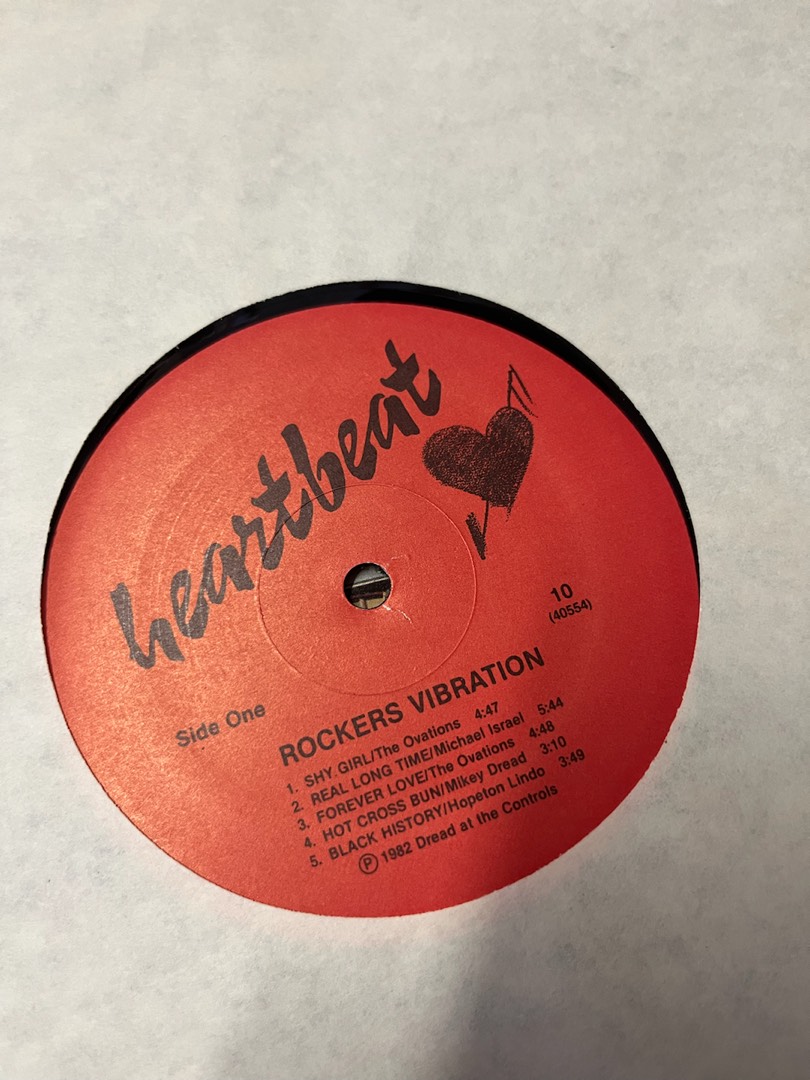 heartbeat
10
(40554)
Side One
ROCKERS VIBRATION
1. SHY GIRL/The Ovations 4:47
2. REAL LONG TIME/Michael Israel 5:44
3. FOREVER LOVE/The Ovations 4:48
4. HOT CROSS BUN/Mikey Dread 3:10
5. BLACK HISTORY/Hopeton Lindo 3:49
Ⓟ 1982 Dread at the Controls